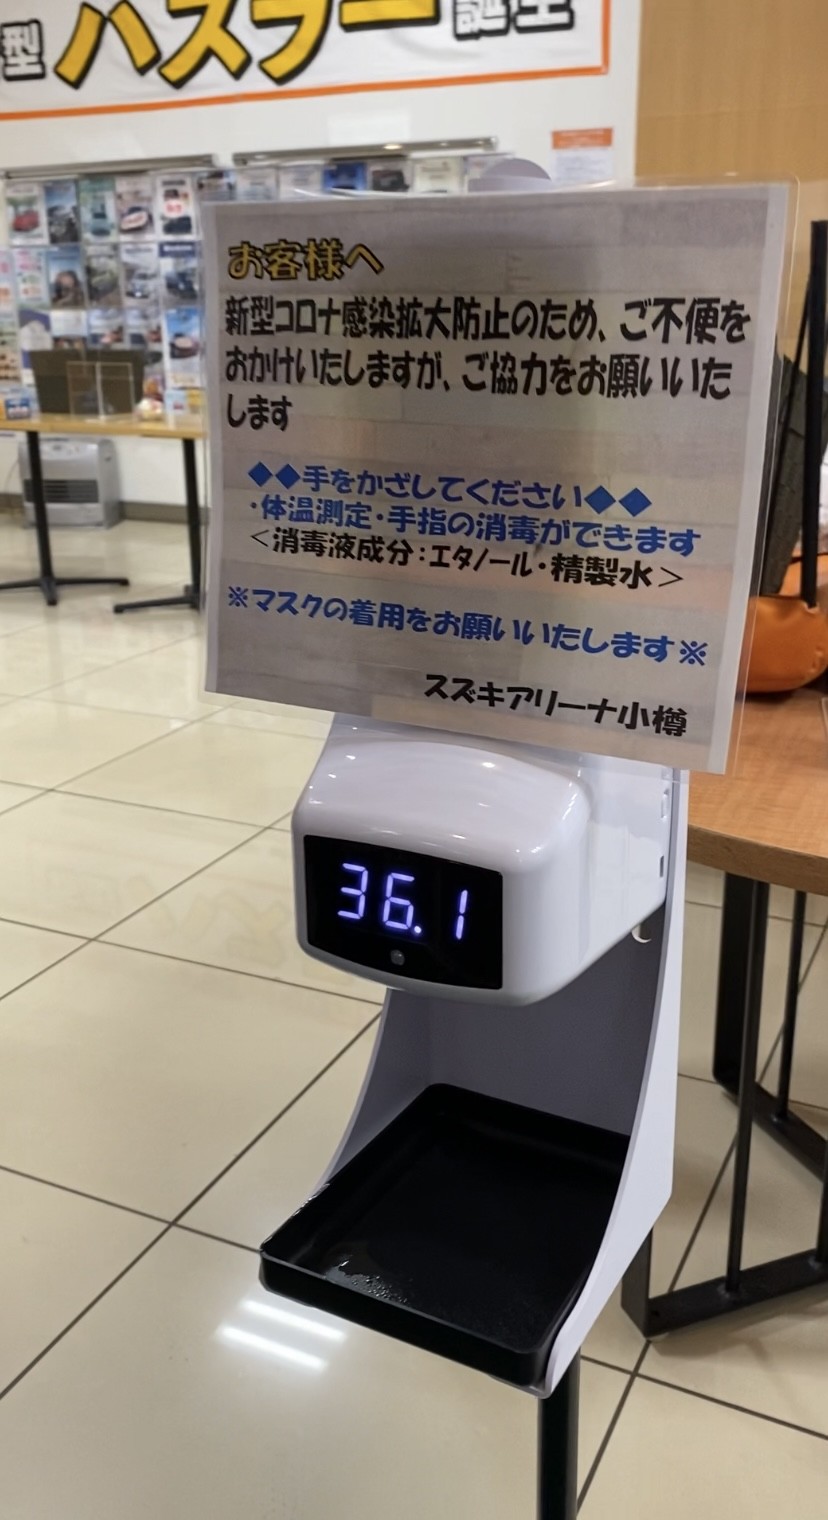 型 ハスラー 誕生
お客様へ
新型コロナ感染拡大防止のため、ご不便を
おかけいたしますが、ご協力をお願いいた
します
◆◆手をかざしてください◆◆
・体温測定・手指の消毒ができます
＜消毒液成分：エタノール・精製水＞
※マスクの着用をお願いいたします※
スズキアリーナ小樽
36.1